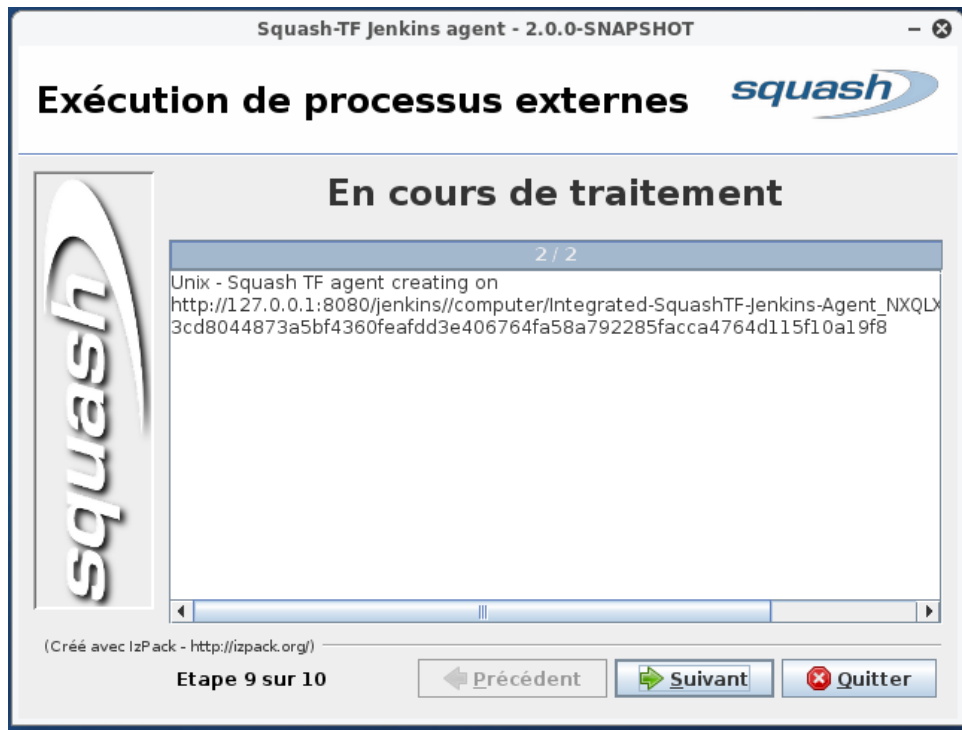 Squash-TF Jenkins agent - 2.0.0-SNAPSHOT
Exécution de processus externes
squash
squash
En cours de traitement
2 / 2
Unix - Squash TF agent creating on
http://127.0.0.1:8080/jenkins//computer/Integrated-SquashTF-Jenkins-Agent_NXQLX
3cd8044873a5bf4360feafdd3e406764fa58a792285facca4764d115f10a19f8
(Créé avec IzPack - http://izpack.org/)
Etape 9 sur 10
Précédent
Suivant
Quitter